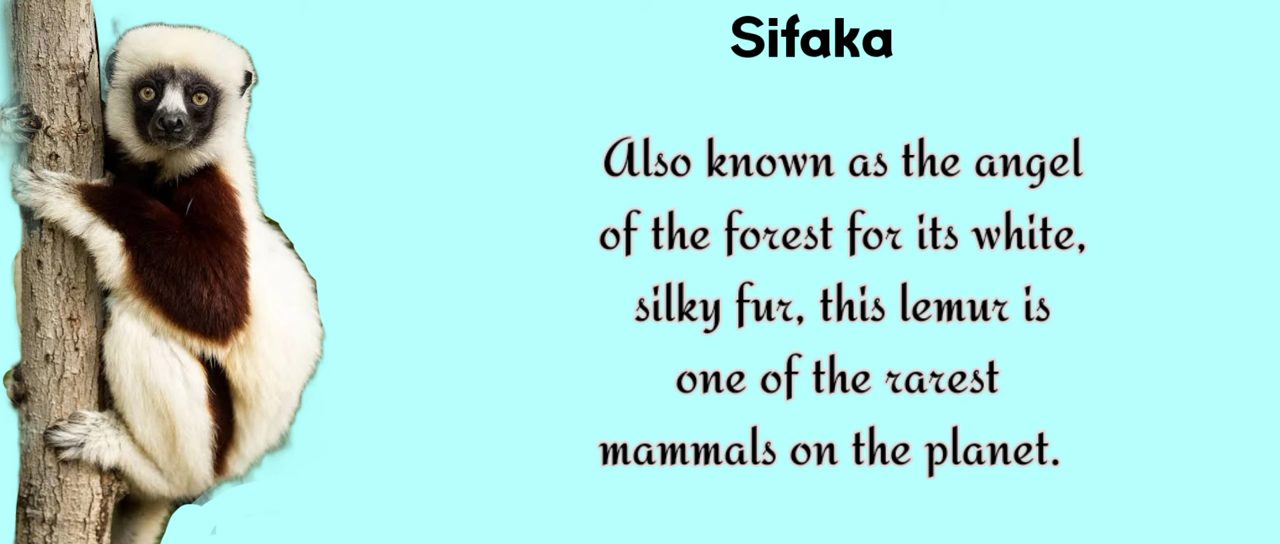 Sifaka
Also known as the angel
of the forest for its white,
silky fur, this lemur is
one of the rarest
mammals on the planet.